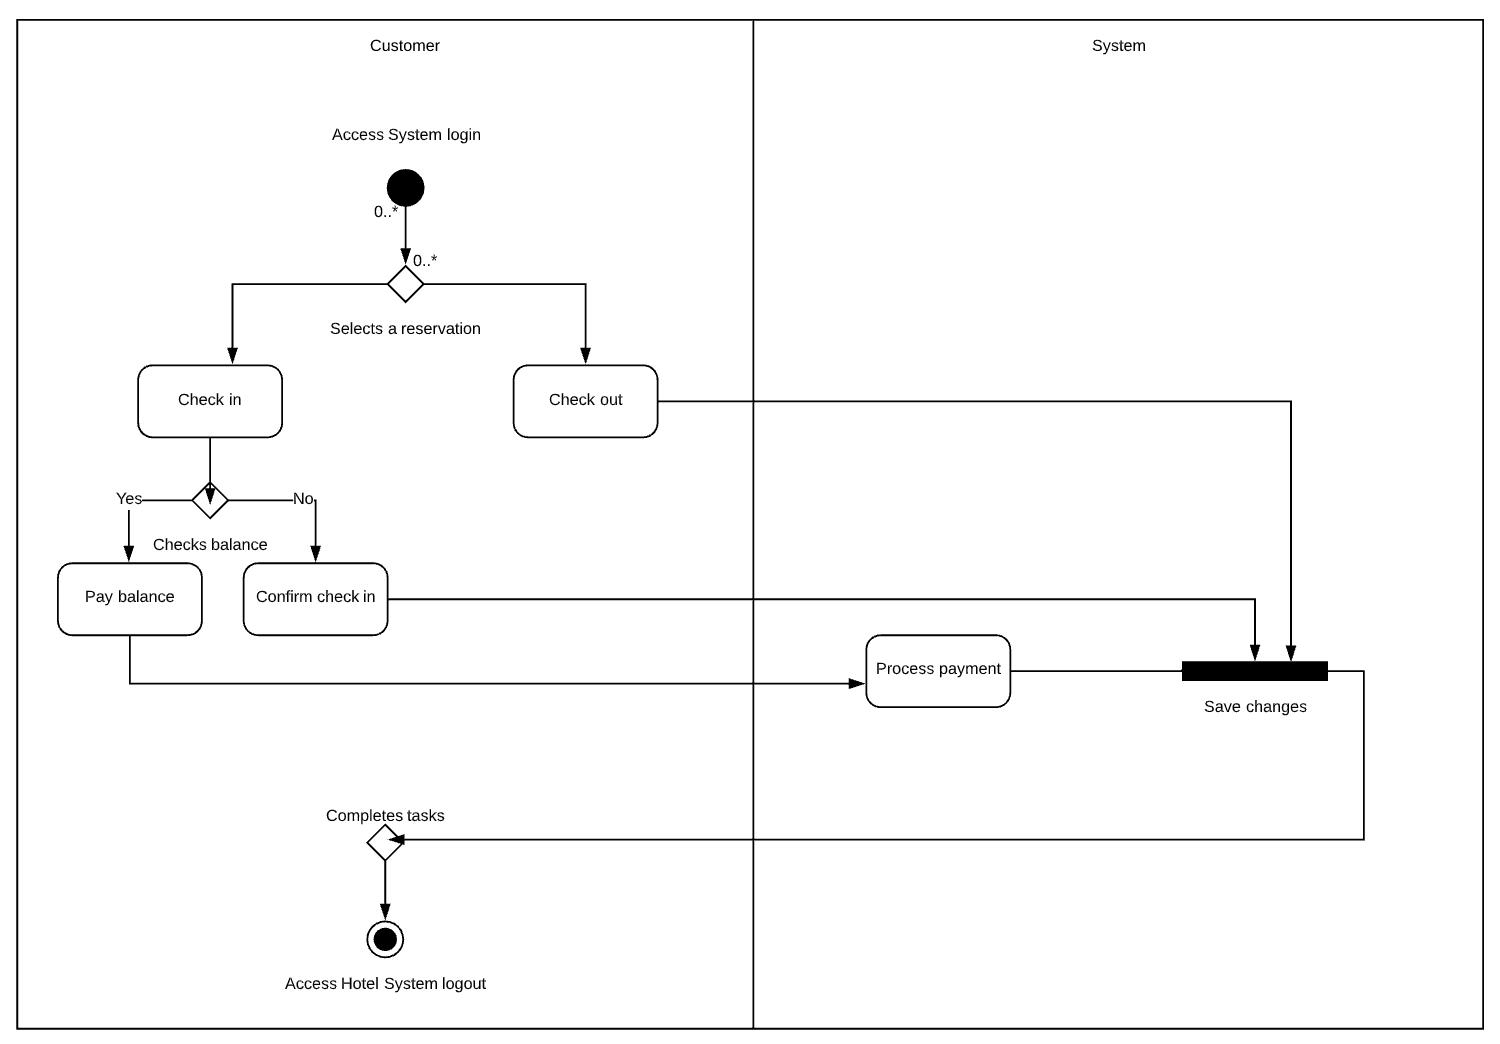 Customer
System
Access System login
0..*
0..*
Selects a reservation
Check in
Check out
Yes
No
Checks balance
Pay balance
Confirm check in
Process payment
Save changes
Completes tasks
Access Hotel System logout